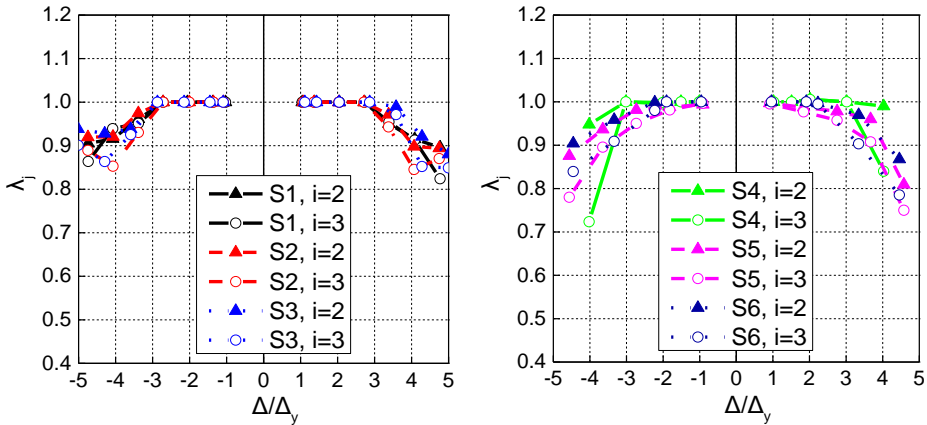 λj
1.2
1.1
1.0
0.9
0.8
0.7
0.6
0.5
0.4
S1, i=2
S1, i=3
S2, i=2
S2, i=3
S3, i=2
S3, i=3
-5 -4 -3 -2 -1 0 1 2 3 4 5
Δ/Δy
λj
1.2
1.1
1.0
0.9
0.8
0.7
0.6
0.5
0.4
S4, i=2
S4, i=3
S5, i=2
S5, i=3
S6, i=2
S6, i=3
-5 -4 -3 -2 -1 0 1 2 3 4 5
Δ/Δy